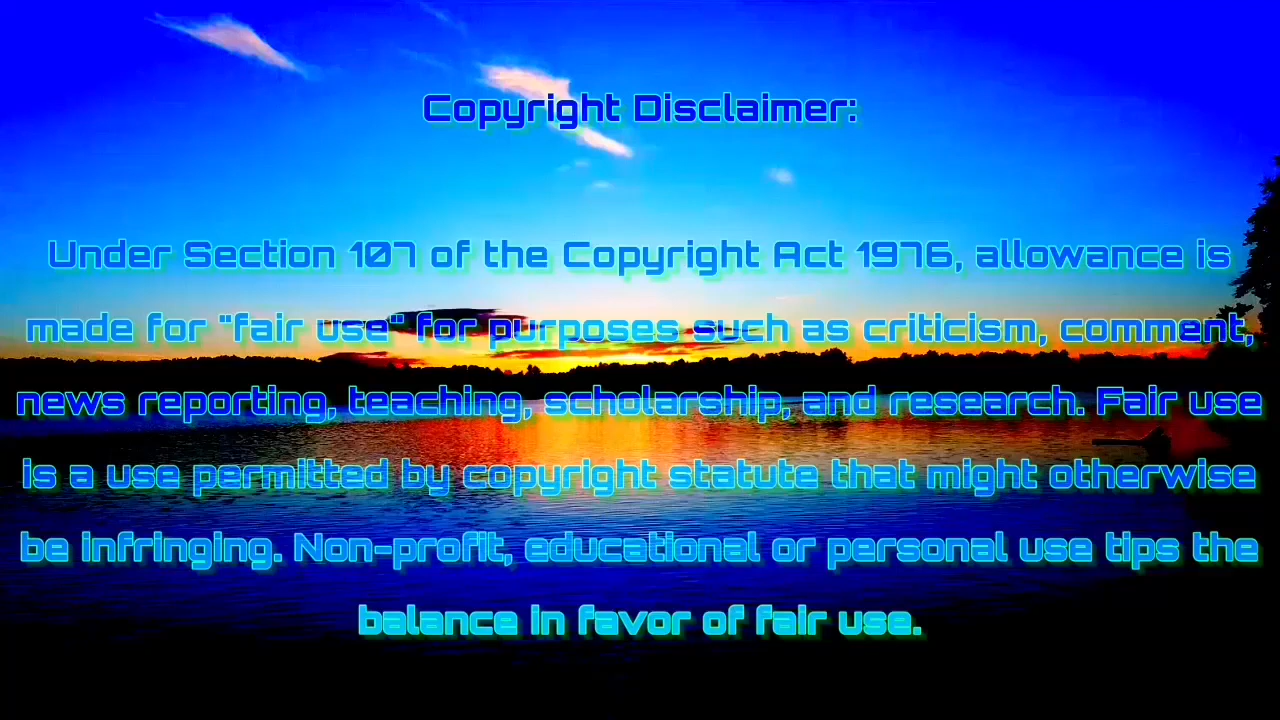 Copyright Disclaimer:
Under Section 107 of the Copyright Act 1976, allowance is
made for "fair use" for purposes such as criticism, comment,
news reporting, teaching, scholarship, and research. Fair use
is a use permitted by copyright statute that might otherwise
be infringing. Non-profit, educational or personal use tips the
balance in favor of fair use.